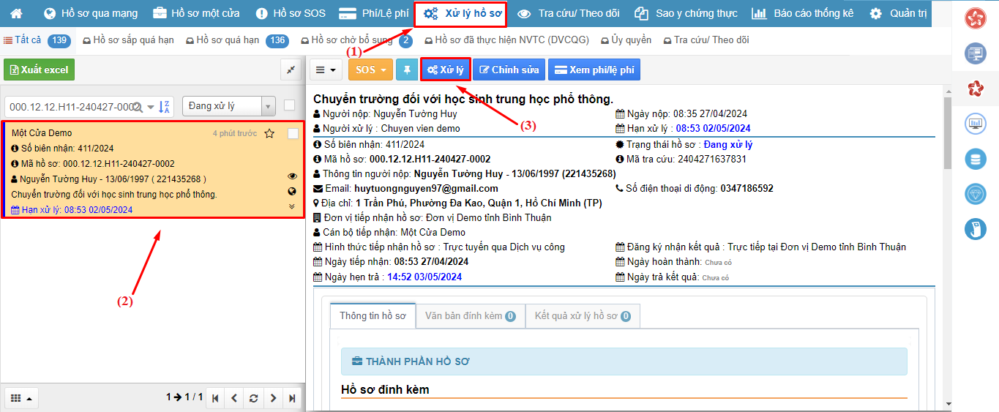 Hồ sơ qua mạng Hồ sơ một cửa Hồ sơ SOS Phí/Lệ phí Xử lý hồ sơ Tra cứu/ Theo dõi Sao y chứng thực Báo cáo thống kê Quản trị
Tất cả 139 Hồ sơ sắp quá hạn Hồ sơ quá hạn 136 Hồ sơ chờ bổ sung 2 Hồ sơ đã thực hiện NVTC (DVCQG) Ủy quyền Tra cứu/ Theo dõi
(1)
Xuất excel
SOS Xử lý Chỉnh sửa Xem phí/lệ phí
000.12.12.H11-240427-0002 Đang xử lý
Một Cửa Demo 4 phút trước
Số biên nhận: 411/2024
Mã hồ sơ: 000.12.12.H11-240427-0002
Nguyễn Tường Huy - 13/06/1997 ( 221435268 )
Chuyển trường đối với học sinh trung học phổ thông.
Hạn xử lý: 08:53 02/05/2024
(2)
1 → 1 / 1
Chuyển trường đối với học sinh trung học phổ thông.
Người nộp: Nguyễn Tường Huy Ngày nộp: 08:35 27/04/2024
(3)
Người xử lý : Chuyen vien demo Hạn xử lý : 08:53 02/05/2024
Số biên nhận: 411/2024 Trạng thái hồ sơ : Đang xử lý
Mã hồ sơ: 000.12.12.H11-240427-0002 Mã tra cứu: 2404271637831
Thông tin người nộp: Nguyễn Tường Huy - 13/06/1997 (221435268)
Email: huytuongnguyen97@gmail.com Số điện thoại di động: 0347186592
Địa chỉ: 1 Trần Phú, Phường Đa Kao, Quận 1, Hồ Chí Minh (TP)
Đơn vị tiếp nhận hồ sơ: Đơn vị Demo tỉnh Bình Thuận
Cán bộ tiếp nhận: Một Cửa Demo
Hình thức tiếp nhận hồ sơ : Trực tuyến qua Dịch vụ công Đăng ký nhận kết quả : Trực tiếp tại Đơn vị Demo tỉnh Bình Thuận
Ngày tiếp nhận: 08:53 27/04/2024 Ngày hoàn thành: Chưa có
Ngày hẹn trả : 14:52 03/05/2024 Ngày trả kết quả: Chưa có
Thông tin hồ sơ Văn bản đính kèm 0 Kết quả xử lý hồ sơ 0
THÀNH PHẦN HỒ SƠ
Hồ sơ đính kèm